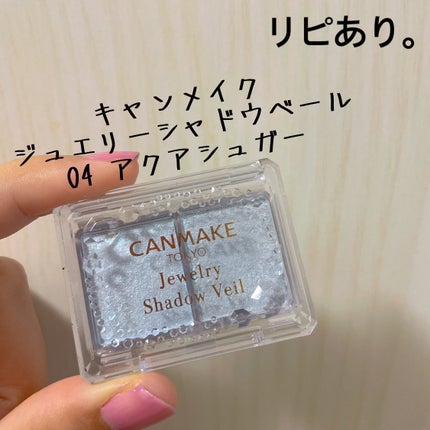 リピあり。
キャンメイク
ジュエリーシャドウベール
04 アクアシュガー
CANMAKE
TOKYO
Jewelry
Shadow Veil